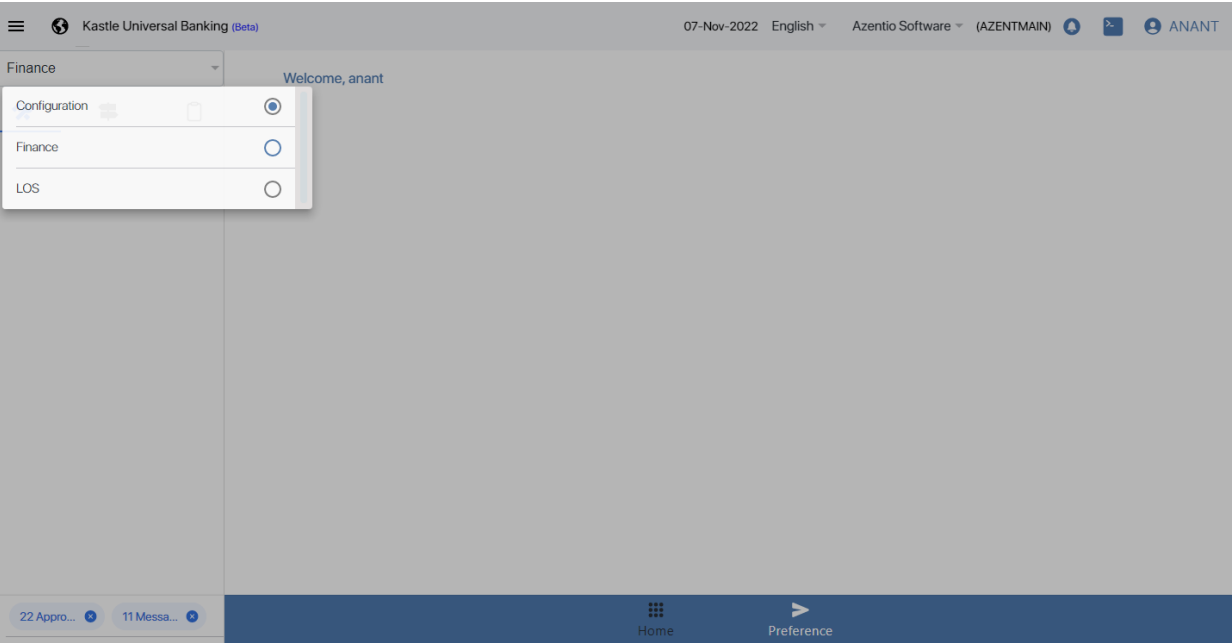 Kastle Universal Banking (Beta) 07-Nov-2022 English Azentio Software (AZENTMAIN) ANANT
Finance
Welcome, anant
Configuration
Finance
LOS
22 Appro... 11 Messa...
Home Preference